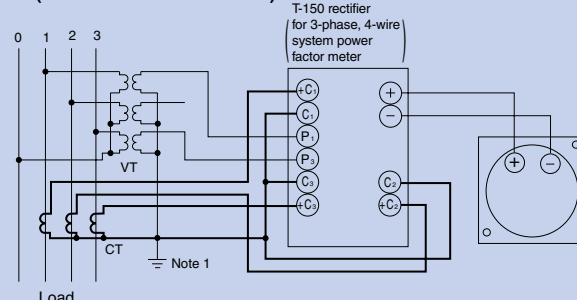 T-150 rectifier
for 3-phase, 4-wire
system power
factor meter
0 1 2 3
+C₁
C₁
P₁
P₃
C₃
+C₃
+
−
C₂
+C₂
+ −
VT
CT
Note 1
Load